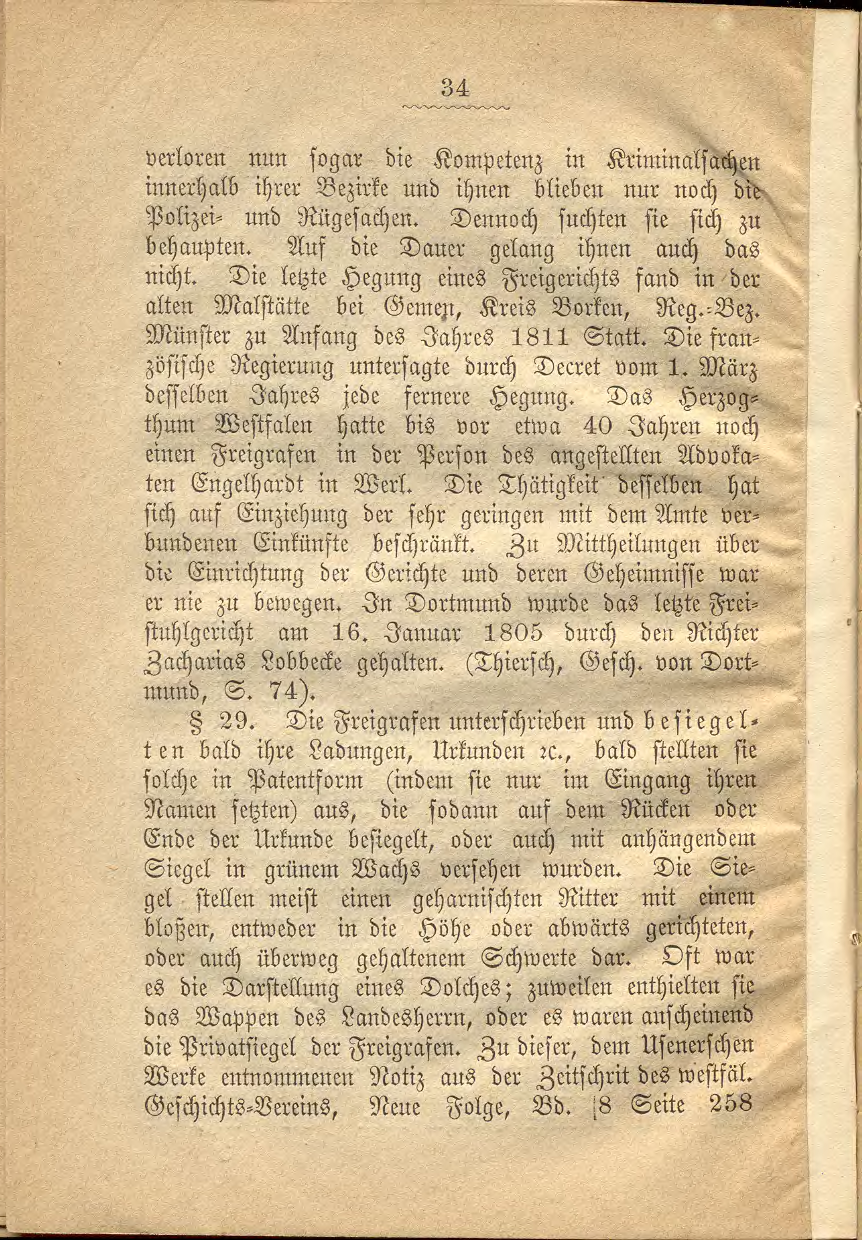 34
verloren nun sogar die Kompetenz in Kriminalsachen
innerhalb ihrer Bezirke und ihnen blieben nur noch die
Polizei- und Rügesachen. Dennoch suchten sie sich zu
behaupten. Auf die Dauer gelang ihnen auch das
nicht. Die letzte Hegung eines Freigerichts fand in der
alten Malstätte bei Gemen, Kreis Borken, Reg.-Bez.
Münster zu Anfang des Jahres 1811 Statt. Die fran-
zösische Regierung untersagte durch Decret vom 1. März
desselben Jahres jede fernere Hegung. Das Herzog-
thum Westfalen hatte bis vor etwa 40 Jahren noch
einen Freigrafen in der Person des angestellten Advoka-
ten Engelhardt in Werl. Die Thätigkeit desselben hat
sich auf Einziehung der sehr geringen mit dem Amte ver-
bundenen Einkünfte beschränkt. Zu Mittheilungen über
die Einrichtung der Gerichte und deren Geheimnisse war
er nie zu bewegen. In Dortmund wurde das letzte Frei-
stuhlgericht am 16. Januar 1805 durch den Richter
Zacharias Lobbecke gehalten. (Thiersch, Gesch. von Dort-
mund, S. 74).
§ 29. Die Freigrafen unterschrieben und besiegel-
ten bald ihre Ladungen, Urkunden ꝛc., bald stellten sie
solche in Patentform (indem sie nur im Eingang ihren
Namen setzten) aus, die sodann auf dem Rücken oder
Ende der Urkunde besiegelt, oder auch mit anhängendem
Siegel in grünem Wachs versehen wurden. Die Sie-
gel stellen meist einen geharnischten Ritter mit einem
bloßen, entweder in die Höhe oder abwärts gerichteten,
oder auch überweg gehaltenem Schwerte dar. Oft war
es die Darstellung eines Dolches; zuweilen enthielten sie
das Wappen des Landesherrn, oder es waren anscheinend
die Privatsiegel der Freigrafen. Zu dieser, dem Usenerschen
Werke entnommenen Notiz aus der Zeitschrit des westfäl.
Geschichts-Vereins, Neue Folge, Bd. 8 Seite 258